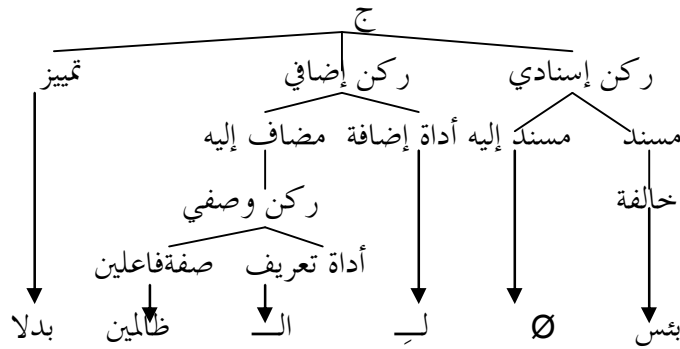 ج
ركن إسنادي ركن إضافي تمييز
مسند مسند إليه أداة إضافة مضاف إليه
خالفة ركن وصفي
أداة تعريف صفةفاعلين
بئس Ø لـِ الـ ظالمين بدلا